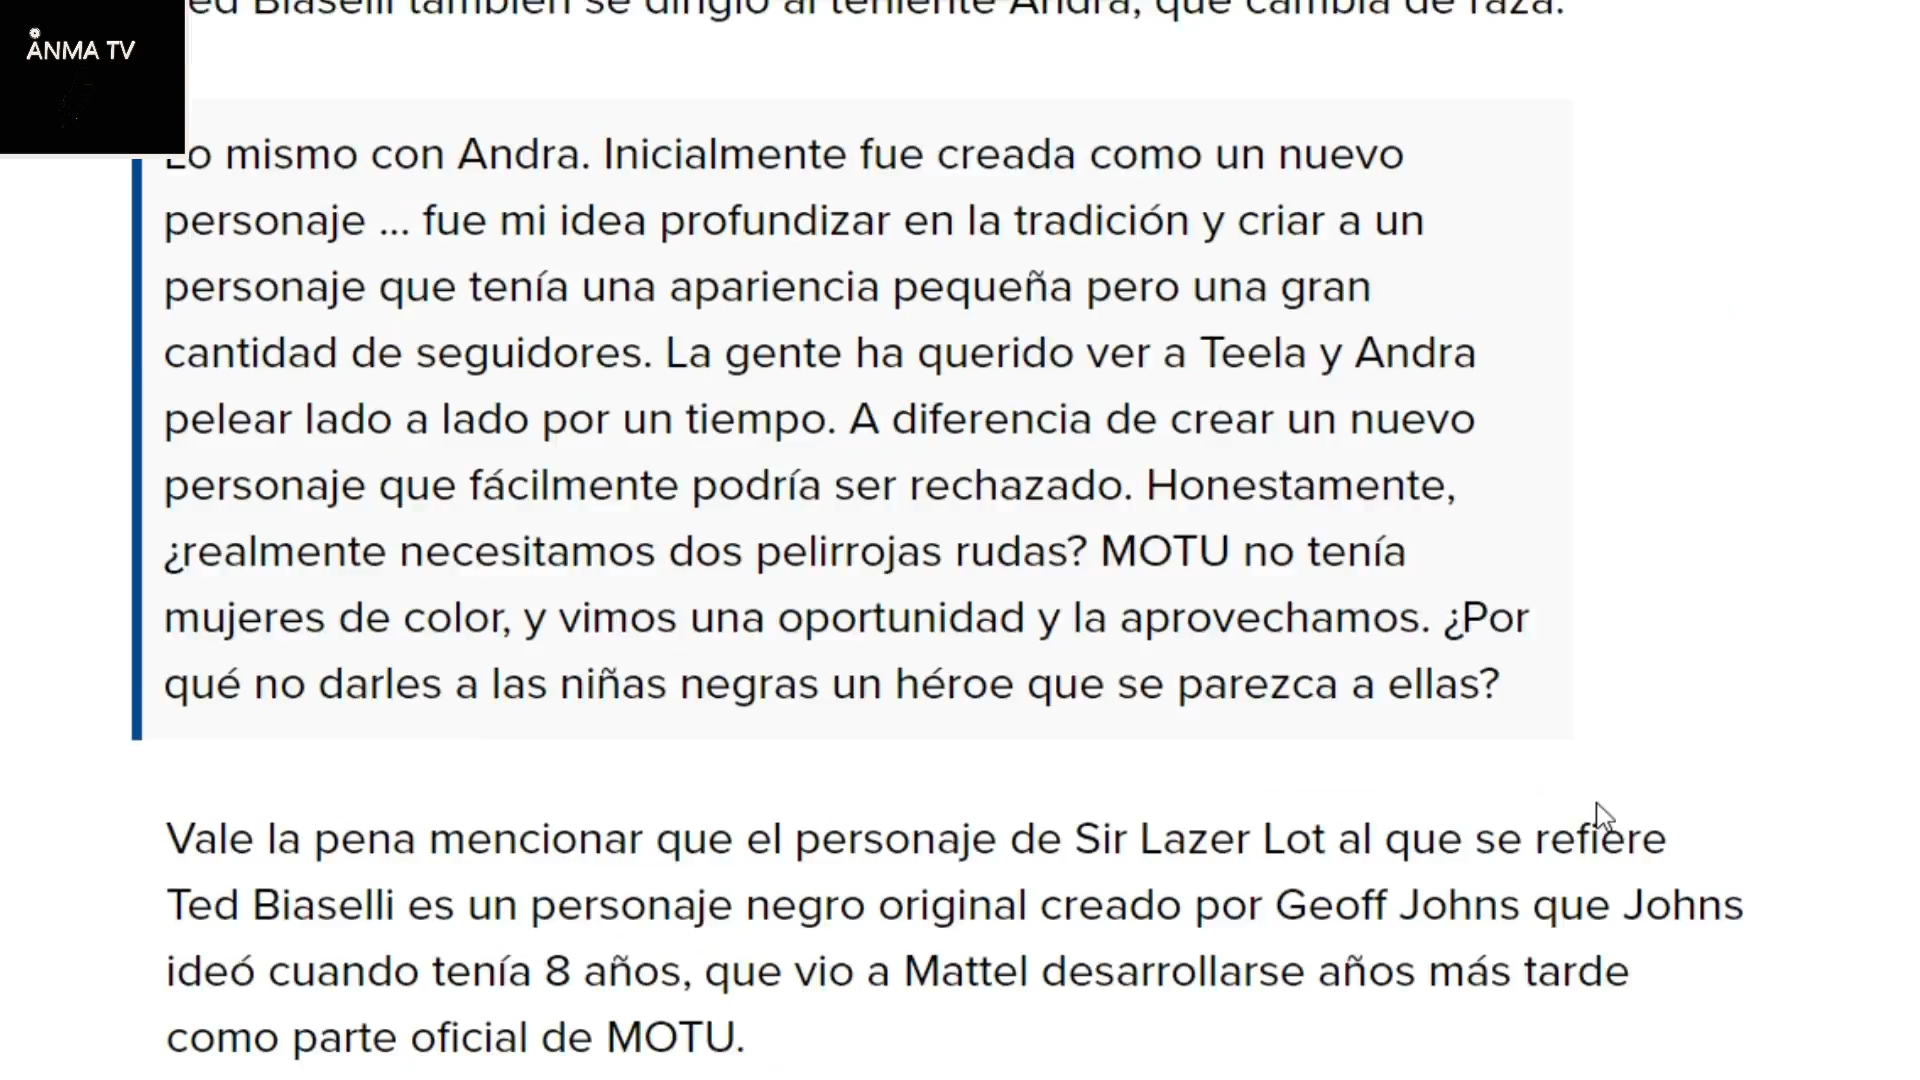 ed Biaselli también se dirigió al teniente Andra, que cambia de raza.
ÅNMA TV
Lo mismo con Andra. Inicialmente fue creada como un nuevo
personaje ... fue mi idea profundizar en la tradición y criar a un
personaje que tenía una apariencia pequeña pero una gran
cantidad de seguidores. La gente ha querido ver a Teela y Andra
pelear lado a lado por un tiempo. A diferencia de crear un nuevo
personaje que fácilmente podría ser rechazado. Honestamente,
¿realmente necesitamos dos pelirrojas rudas? MOTU no tenía
mujeres de color, y vimos una oportunidad y la aprovechamos. ¿Por
qué no darles a las niñas negras un héroe que se parezca a ellas?
Vale la pena mencionar que el personaje de Sir Lazer Lot al que se refiere
Ted Biaselli es un personaje negro original creado por Geoff Johns que Johns
ideó cuando tenía 8 años, que vio a Mattel desarrollarse años más tarde
como parte oficial de MOTU.